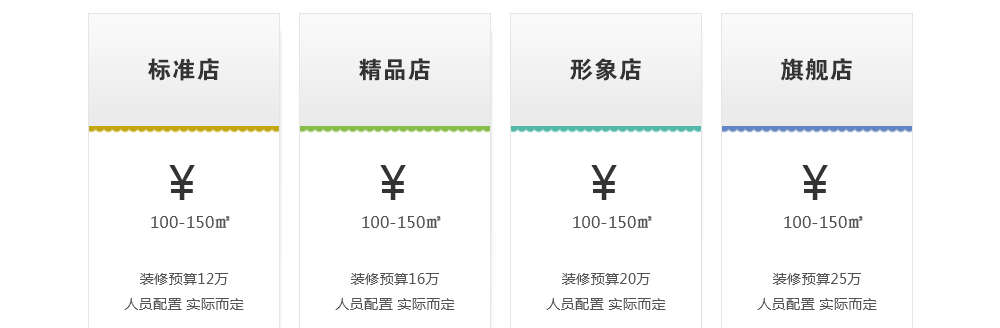 标准店
¥
100-150㎡
装修预算12万
人员配置 实际而定
精品店
¥
100-150㎡
装修预算16万
人员配置 实际而定
形象店
¥
100-150㎡
装修预算20万
人员配置 实际而定
旗舰店
¥
100-150㎡
装修预算25万
人员配置 实际而定